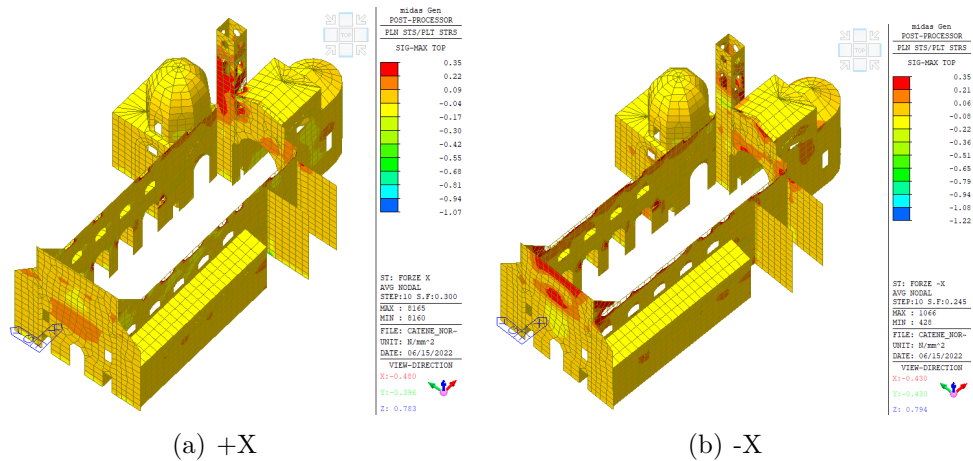 midas Gen
POST-PROCESSOR
PLN STS/PLT STRS
SIG-MAX TOP
0.35
0.22
0.09
-0.04
-0.17
-0.30
-0.42
-0.55
-0.68
-0.81
-0.94
-1.07
ST: FORZE X
AVG NODAL
STEP:10 S.F:0.300
MAX : 8165
MIN : 8160
FILE: CATENE_NOR~
UNIT: N/mm^2
DATE: 06/15/2022
VIEW-DIRECTION
X:-0.480
Y:-0.396
Z: 0.783
TOP
(a) +X
midas Gen
POST-PROCESSOR
PLN STS/PLT STRS
SIG-MAX TOP
0.35
0.21
0.06
-0.08
-0.22
-0.36
-0.51
-0.65
-0.79
-0.94
-1.08
-1.22
ST: FORZE -X
AVG NODAL
STEP:10 S.F:0.245
MAX : 1066
MIN : 428
FILE: CATENE_NOR~
UNIT: N/mm^2
DATE: 06/15/2022
VIEW-DIRECTION
X:-0.430
Y:-0.430
Z: 0.794
TOP
(b) -X